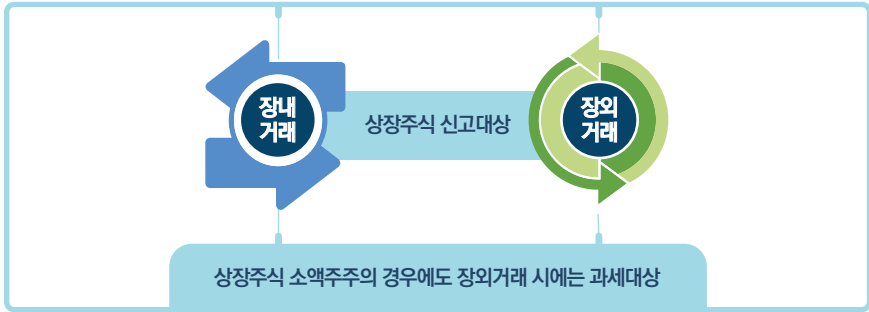 장내
거래
상장주식 신고대상
장외
거래
상장주식 소액주주의 경우에도 장외거래 시에는 과세대상